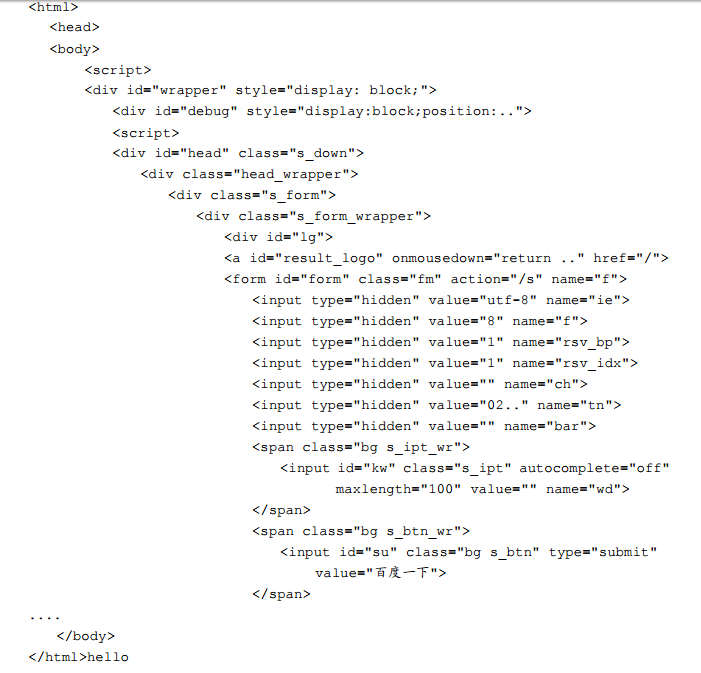 <html>
<head>
<body>
<script>
<div id="wrapper" style="display: block;">
<div id="debug" style="display:block;position:..">
<script>
<div id="head" class="s_down">
<div class="head_wrapper">
<div class="s_form">
<div class="s_form_wrapper">
<div id="lg">
<a id="result_logo" onmousedown="return .." href="/">
<form id="form" class="fm" action="/s" name="f">
<input type="hidden" value="utf-8" name="ie">
<input type="hidden" value="8" name="f">
<input type="hidden" value="1" name="rsv_bp">
<input type="hidden" value="1" name="rsv_idx">
<input type="hidden" value="" name="ch">
<input type="hidden" value="02.." name="tn">
<input type="hidden" value="" name="bar">
<span class="bg s_ipt_wr">
<input id="kw" class="s_ipt" autocomplete="off"
maxlength="100" value="" name="wd">
</span>
<span class="bg s_btn_wr">
<input id="su" class="bg s_btn" type="submit"
value="百度一下">
</span>
....
</body>
</html>hello